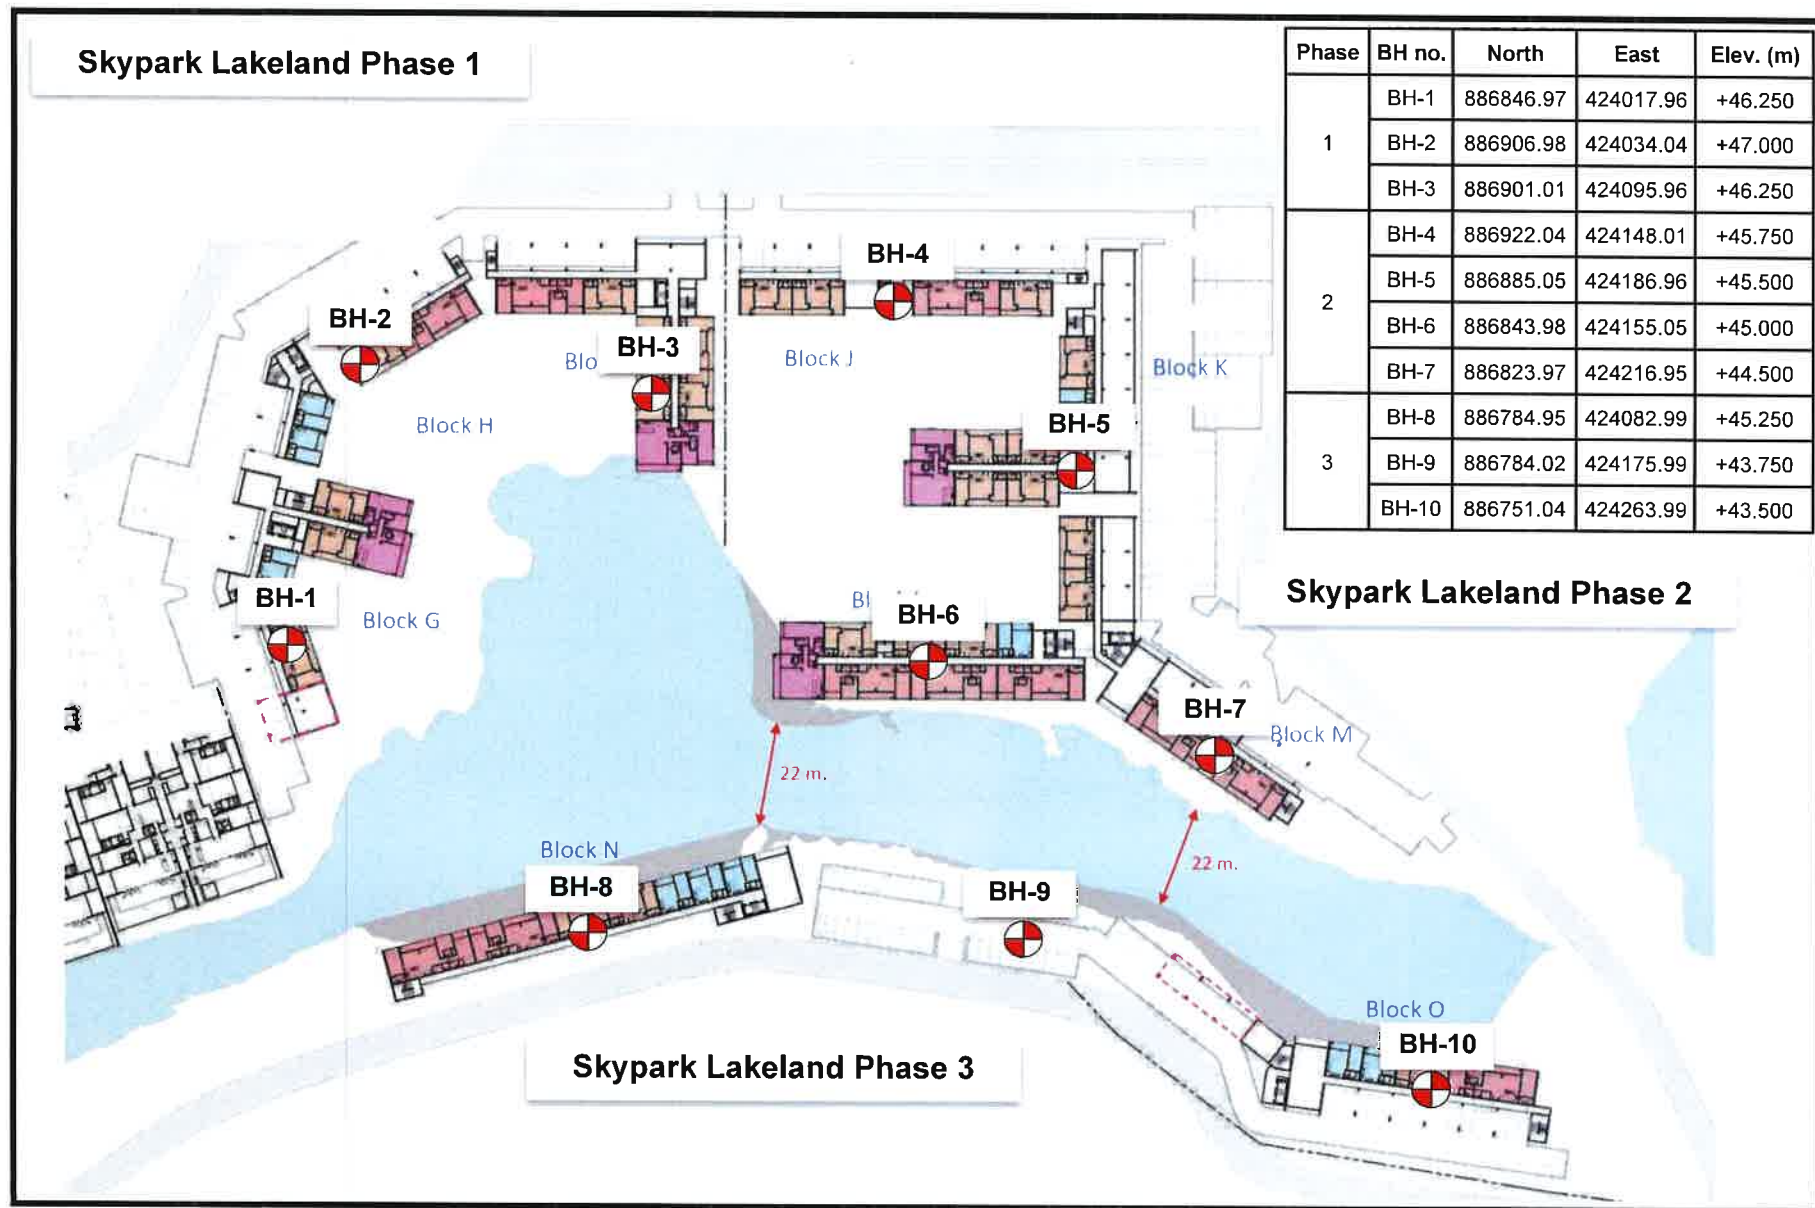 Skypark Lakeland Phase 1
Phase BH no. North East Elev. (m)
1
BH-1 886846.97 424017.96 +46.250
BH-2 886906.98 424034.04 +47.000
BH-3 886901.01 424095.96 +46.250
2
BH-4 886922.04 424148.01 +45.750
BH-5 886885.05 424186.96 +45.500
BH-6 886843.98 424155.05 +45.000
BH-7 886823.97 424216.95 +44.500
3
BH-8 886784.95 424082.99 +45.250
BH-9 886784.02 424175.99 +43.750
BH-10 886751.04 424263.99 +43.500
BH-4
BH-2
BH-3
Blo
Block J
Block K
Block H
BH-5
Skypark Lakeland Phase 2
BH-1
Block G
Bl
BH-6
BH-7
Block M
22 m.
22 m.
Block N
BH-8
BH-9
Block O
BH-10
Skypark Lakeland Phase 3